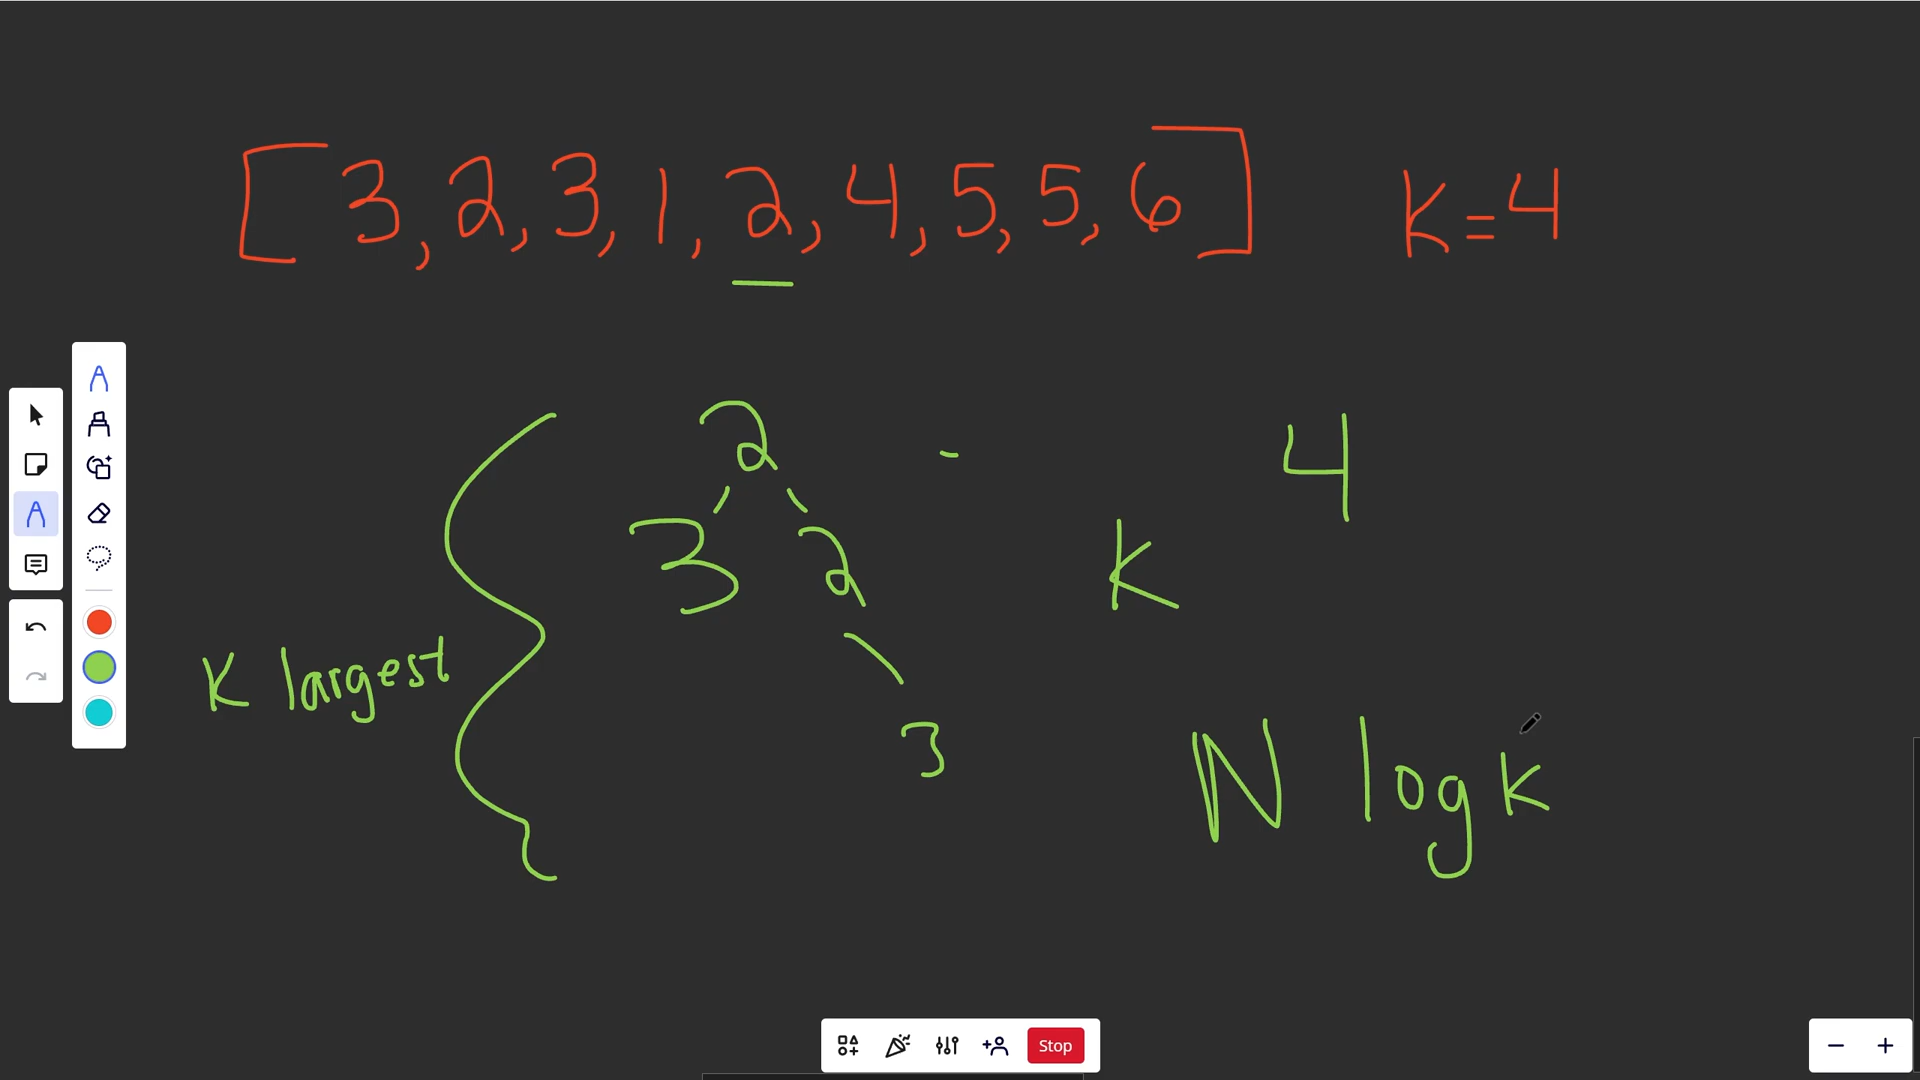 [3, 2, 3, 1, 2, 4, 5, 5, 6] K=4
2 - 4
3 2 K
K largest
3
N log K
Stop